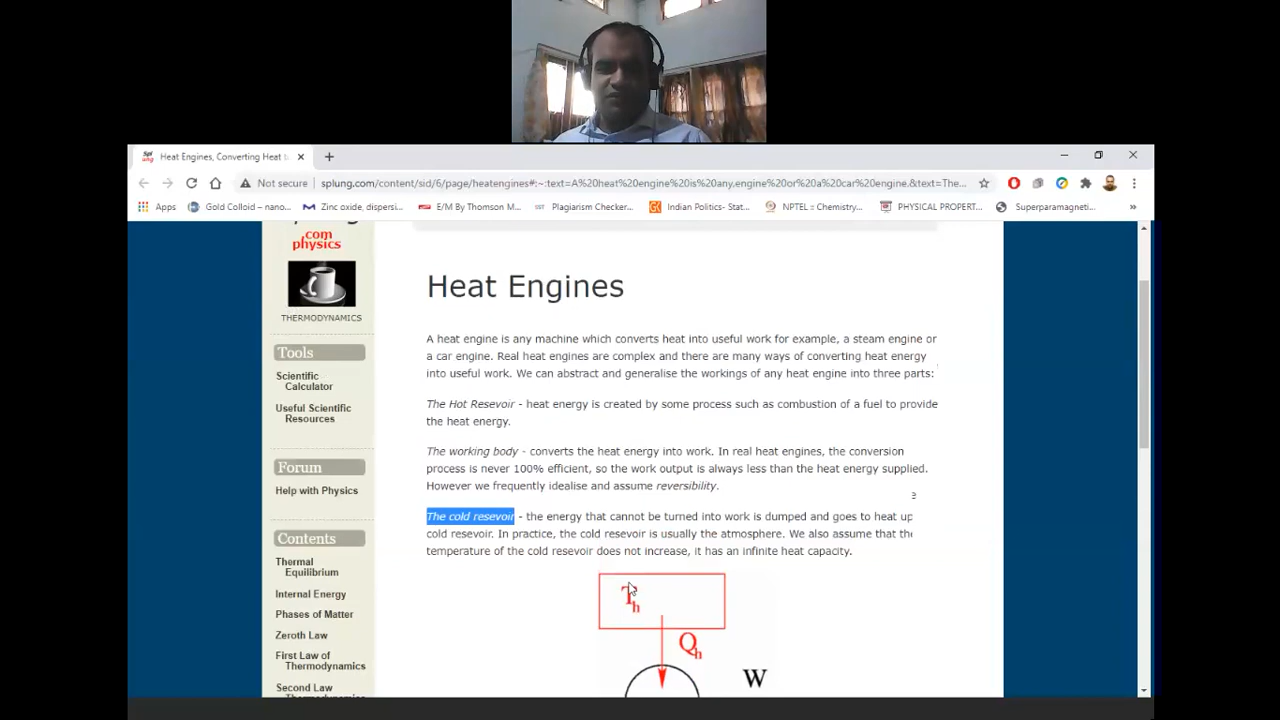 Heat Engines, Converting Heat t
Not secure
splung.com/content/sid/6/page/heatengines#:~:text=A%20heat%20engine%20is%20any,engine%20or%20a%20car%20engine.&text=The...
Apps
Gold Colloid – nano...
Zinc oxide, dispersi...
E/M By Thomson M...
Plagiarism Checker...
Indian Politics- Stat...
NPTEL :: Chemistry...
PHYSICAL PROPERT...
Superparamagneti...
»
.com
physics
THERMODYNAMICS
Tools
Scientific
Calculator
Useful Scientific
Resources
Forum
Help with Physics
Contents
Thermal
Equilibrium
Internal Energy
Phases of Matter
Zeroth Law
First Law of
Thermodynamics
Second Law
Heat Engines
A heat engine is any machine which converts heat into useful work for example, a steam engine or
a car engine. Real heat engines are complex and there are many ways of converting heat energy
into useful work. We can abstract and generalise the workings of any heat engine into three parts:
The Hot Resevoir - heat energy is created by some process such as combustion of a fuel to provide
the heat energy.
The working body - converts the heat energy into work. In real heat engines, the conversion
process is never 100% efficient, so the work output is always less than the heat energy supplied.
However we frequently idealise and assume reversibility.
e
The cold resevoir - the energy that cannot be turned into work is dumped and goes to heat up
cold resevoir. In practice, the cold resevoir is usually the atmosphere. We also assume that the
temperature of the cold resevoir does not increase, it has an infinite heat capacity.
Th
Qh
W